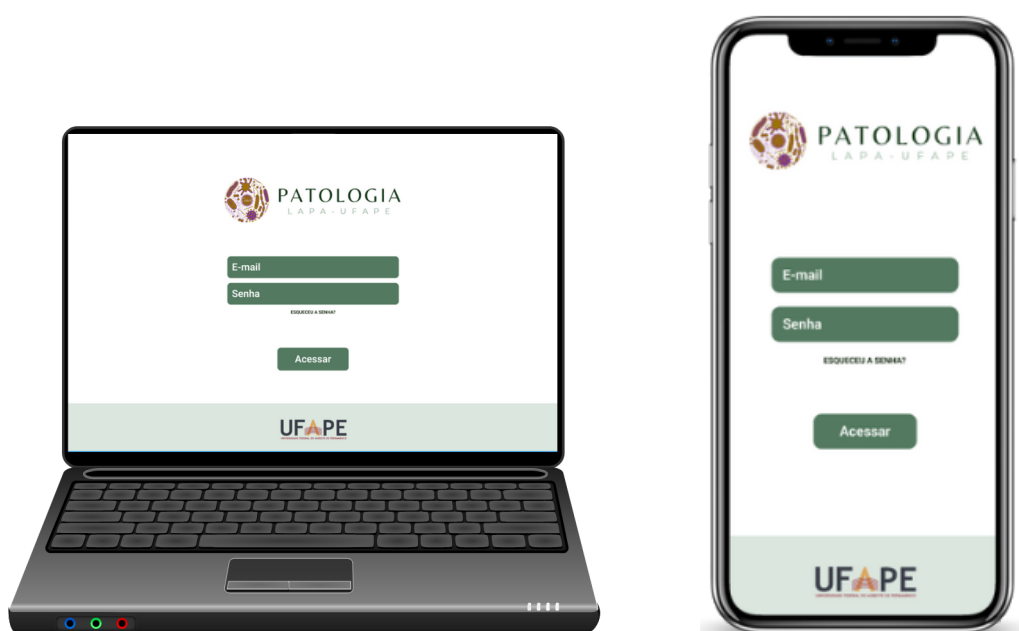 PATOLOGIA
LAPA-UFAPE
E-mail
Senha
ESQUECEU A SENHA?
Acessar
UFAPE
PATOLOGIA
LAPA-UFAPE
E-mail
Senha
ESQUECEU A SENHA?
Acessar
UFAPE